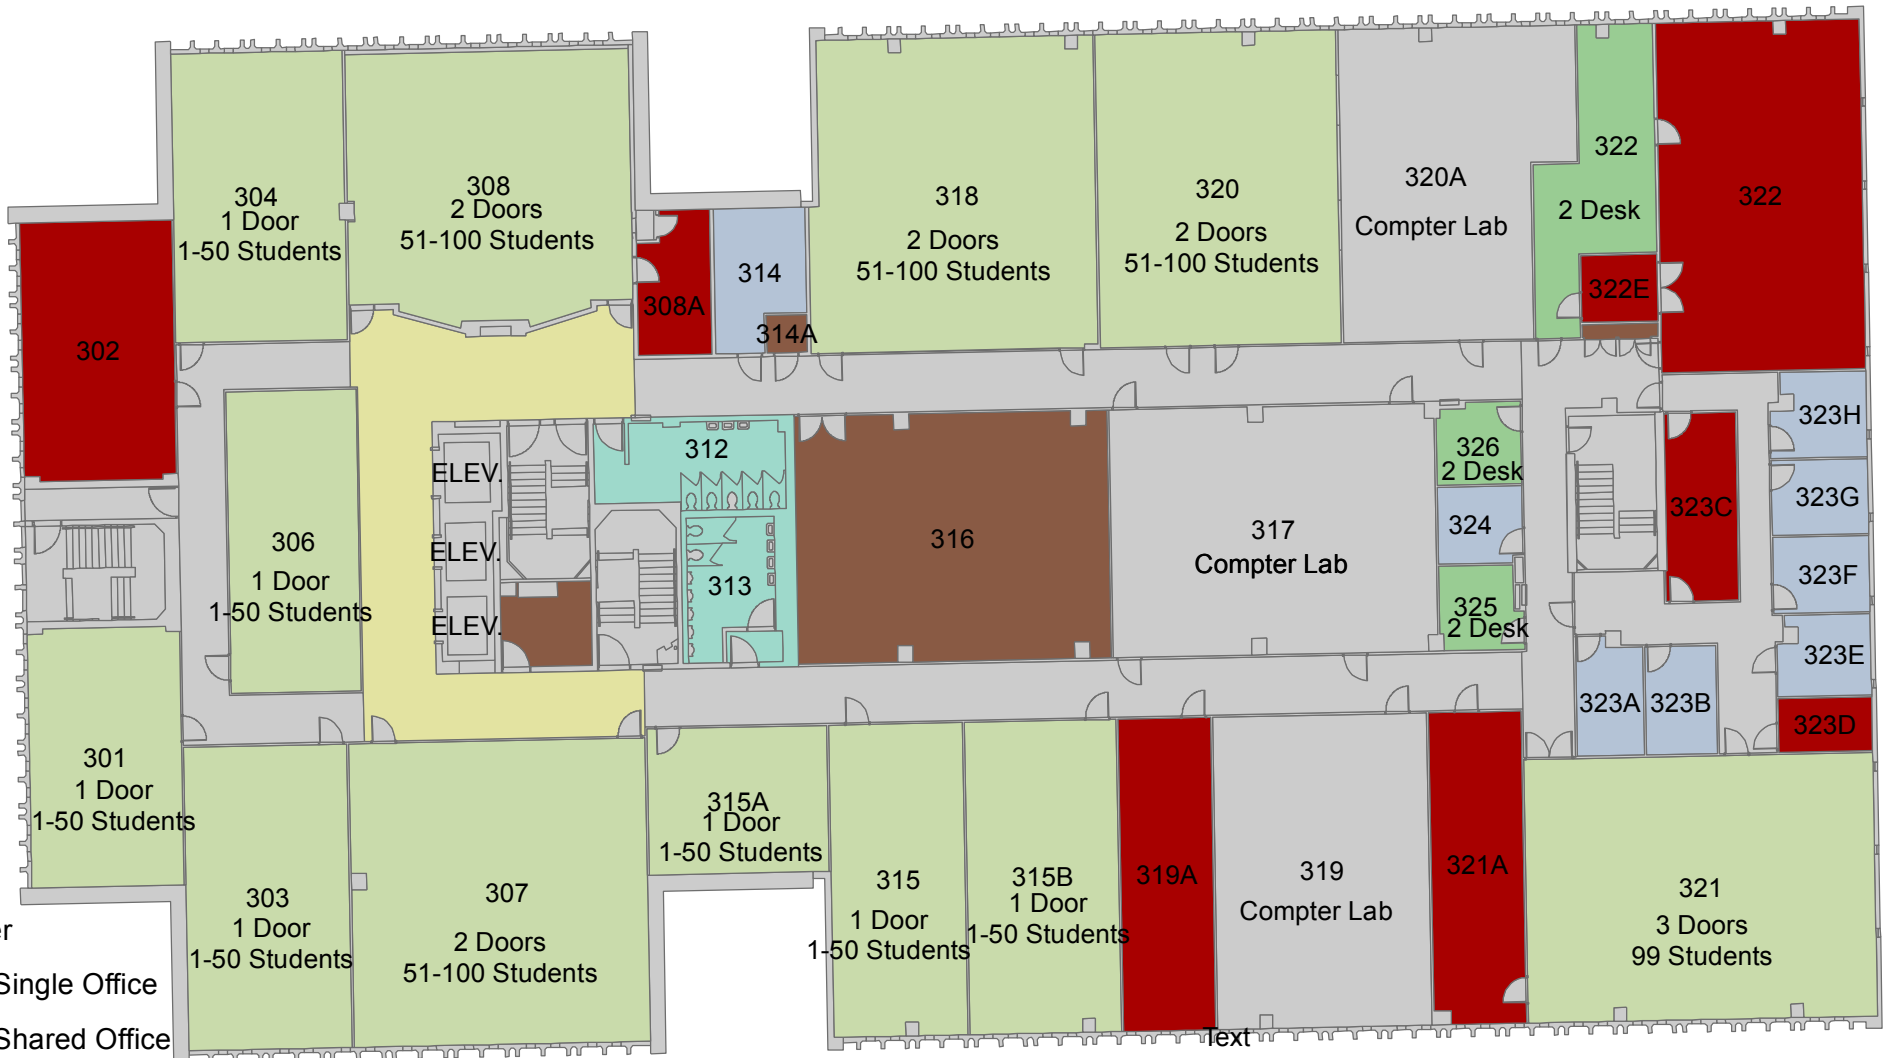 304
1 Door
1-50 Students
308
2 Doors
51-100 Students
318
2 Doors
51-100 Students
320
2 Doors
51-100 Students
320A
Compter Lab
322
2 Desk
322
322E
302
308A
314
314A
323H
323G
323F
323E
323D
323C
323A
323B
312
313
ELEV.
ELEV.
ELEV.
306
1 Door
1-50 Students
316
317
Compter Lab
326
2 Desk
324
325
2 Desk
301
1 Door
1-50 Students
303
1 Door
1-50 Students
307
2 Doors
51-100 Students
315A
1 Door
1-50 Students
315
1 Door
1-50 Students
315B
1 Door
1-50 Students
319A
319
Compter Lab
321A
321
3 Doors
99 Students
Single Office
Shared Office
Text